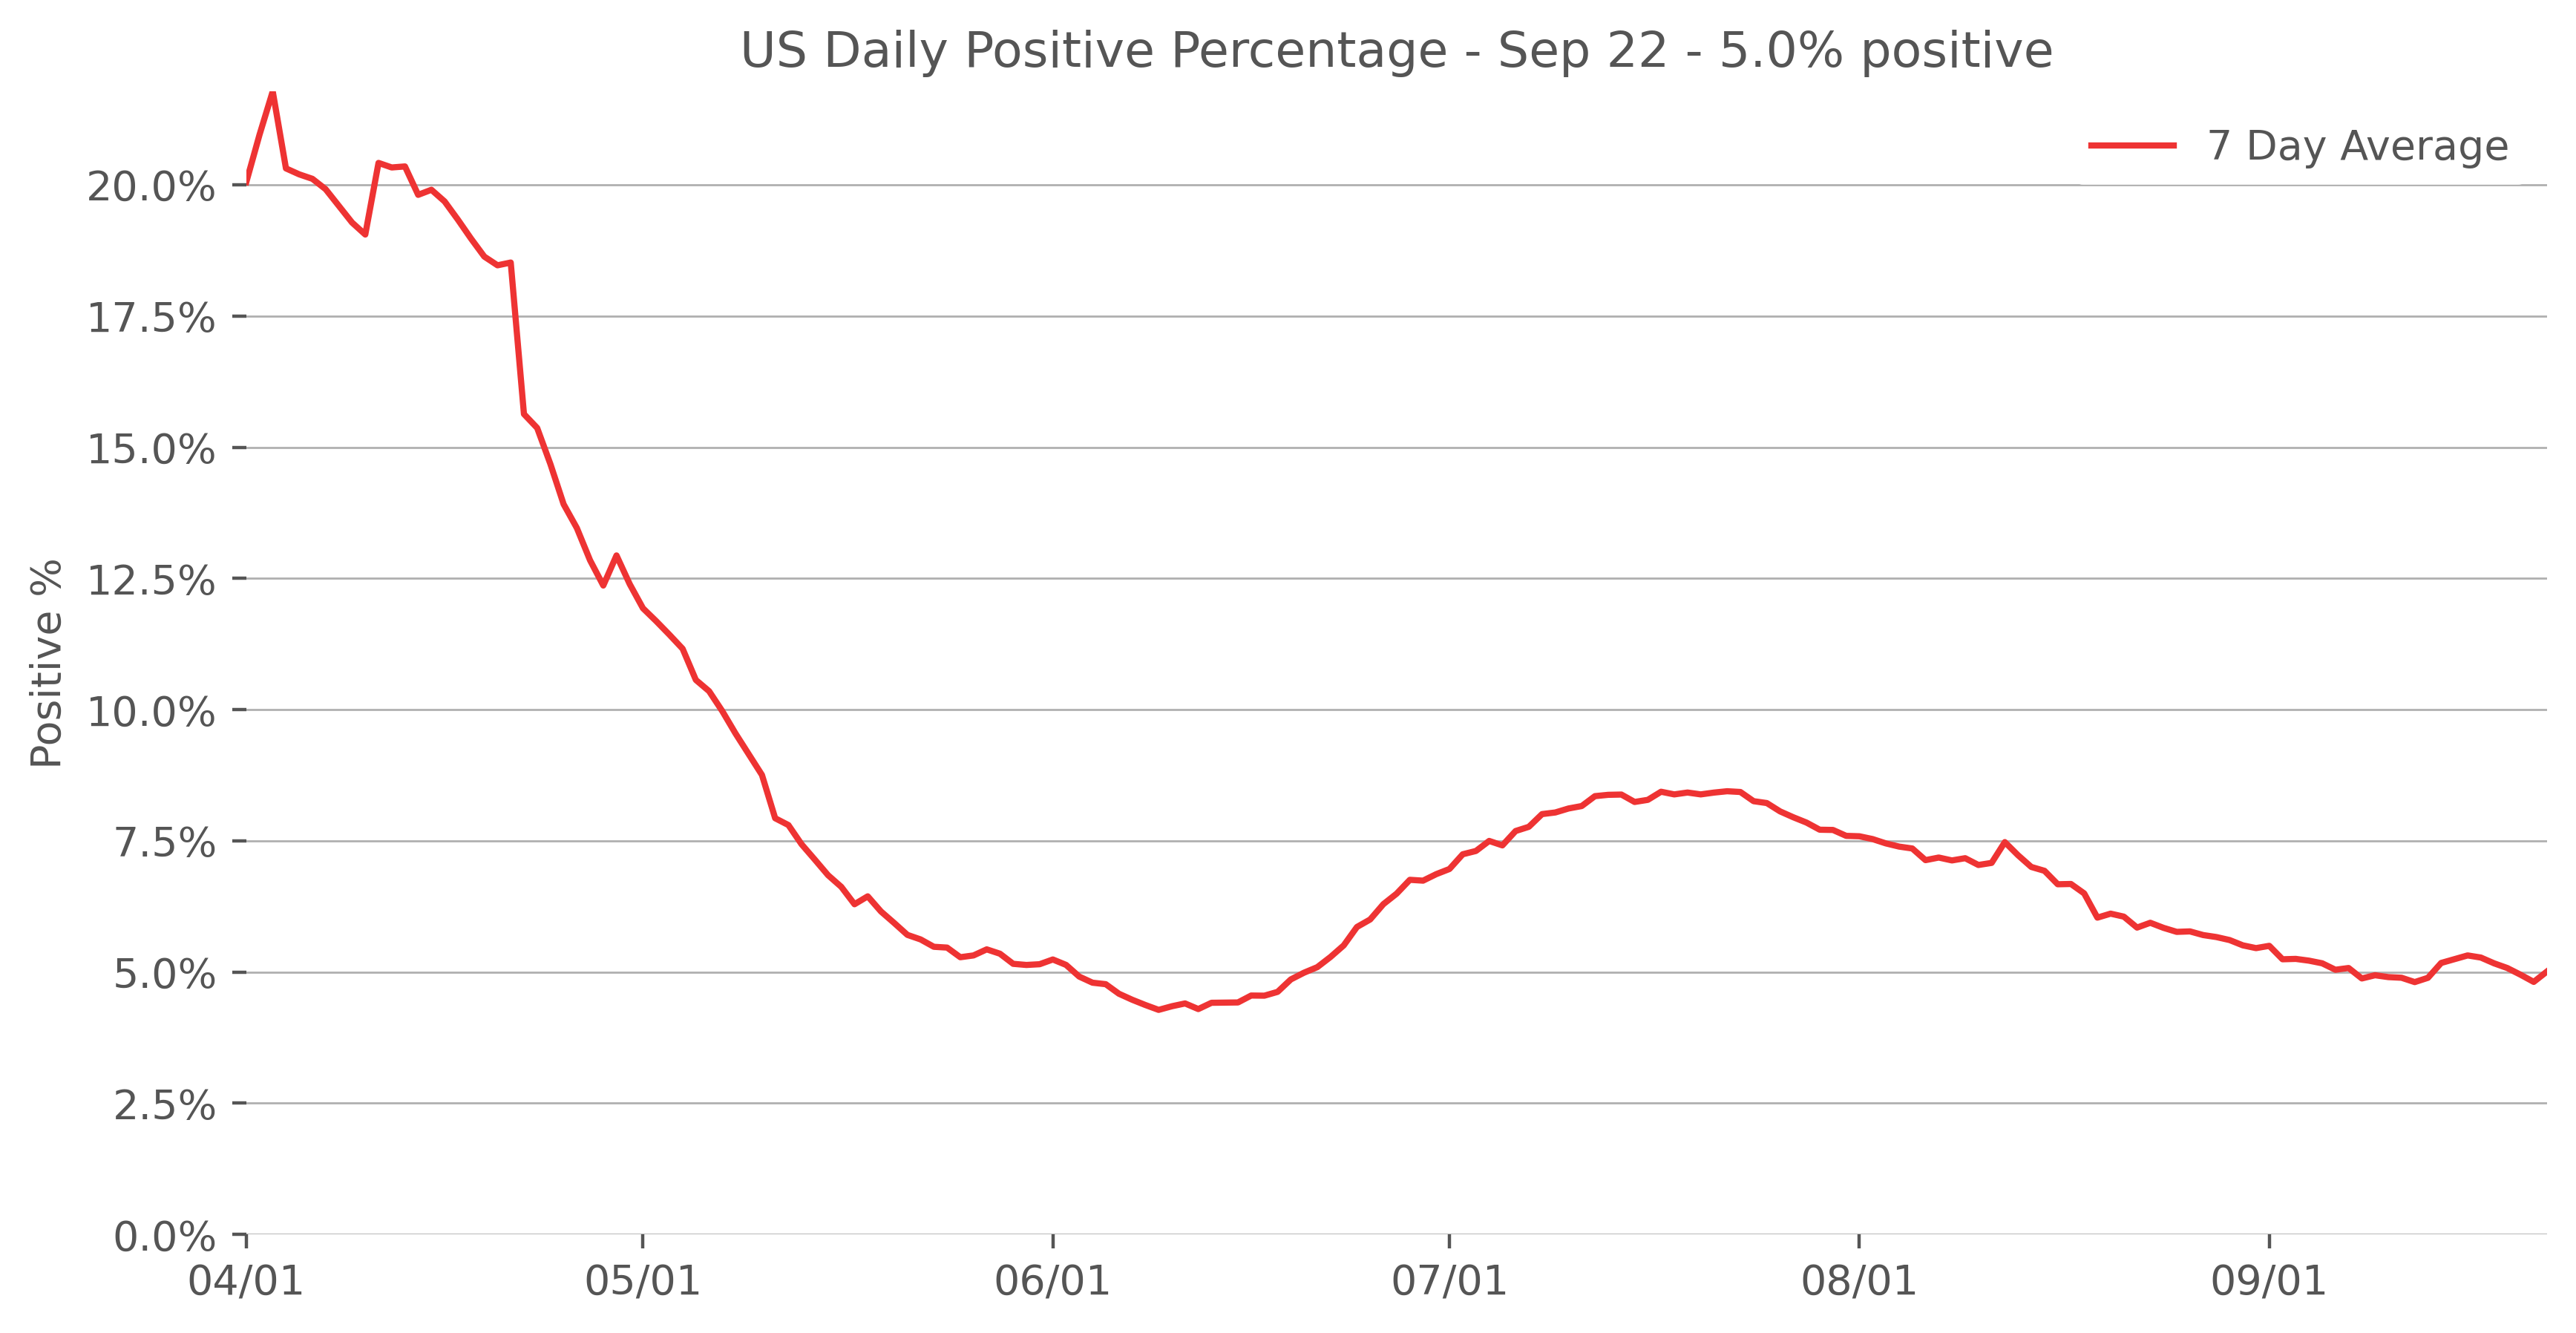 US Daily Positive Percentage - Sep 22 - 5.0% positive
7 Day Average
Positive %
20.0%
17.5%
15.0%
12.5%
10.0%
7.5%
5.0%
2.5%
0.0%
04/01 05/01 06/01 07/01 08/01 09/01